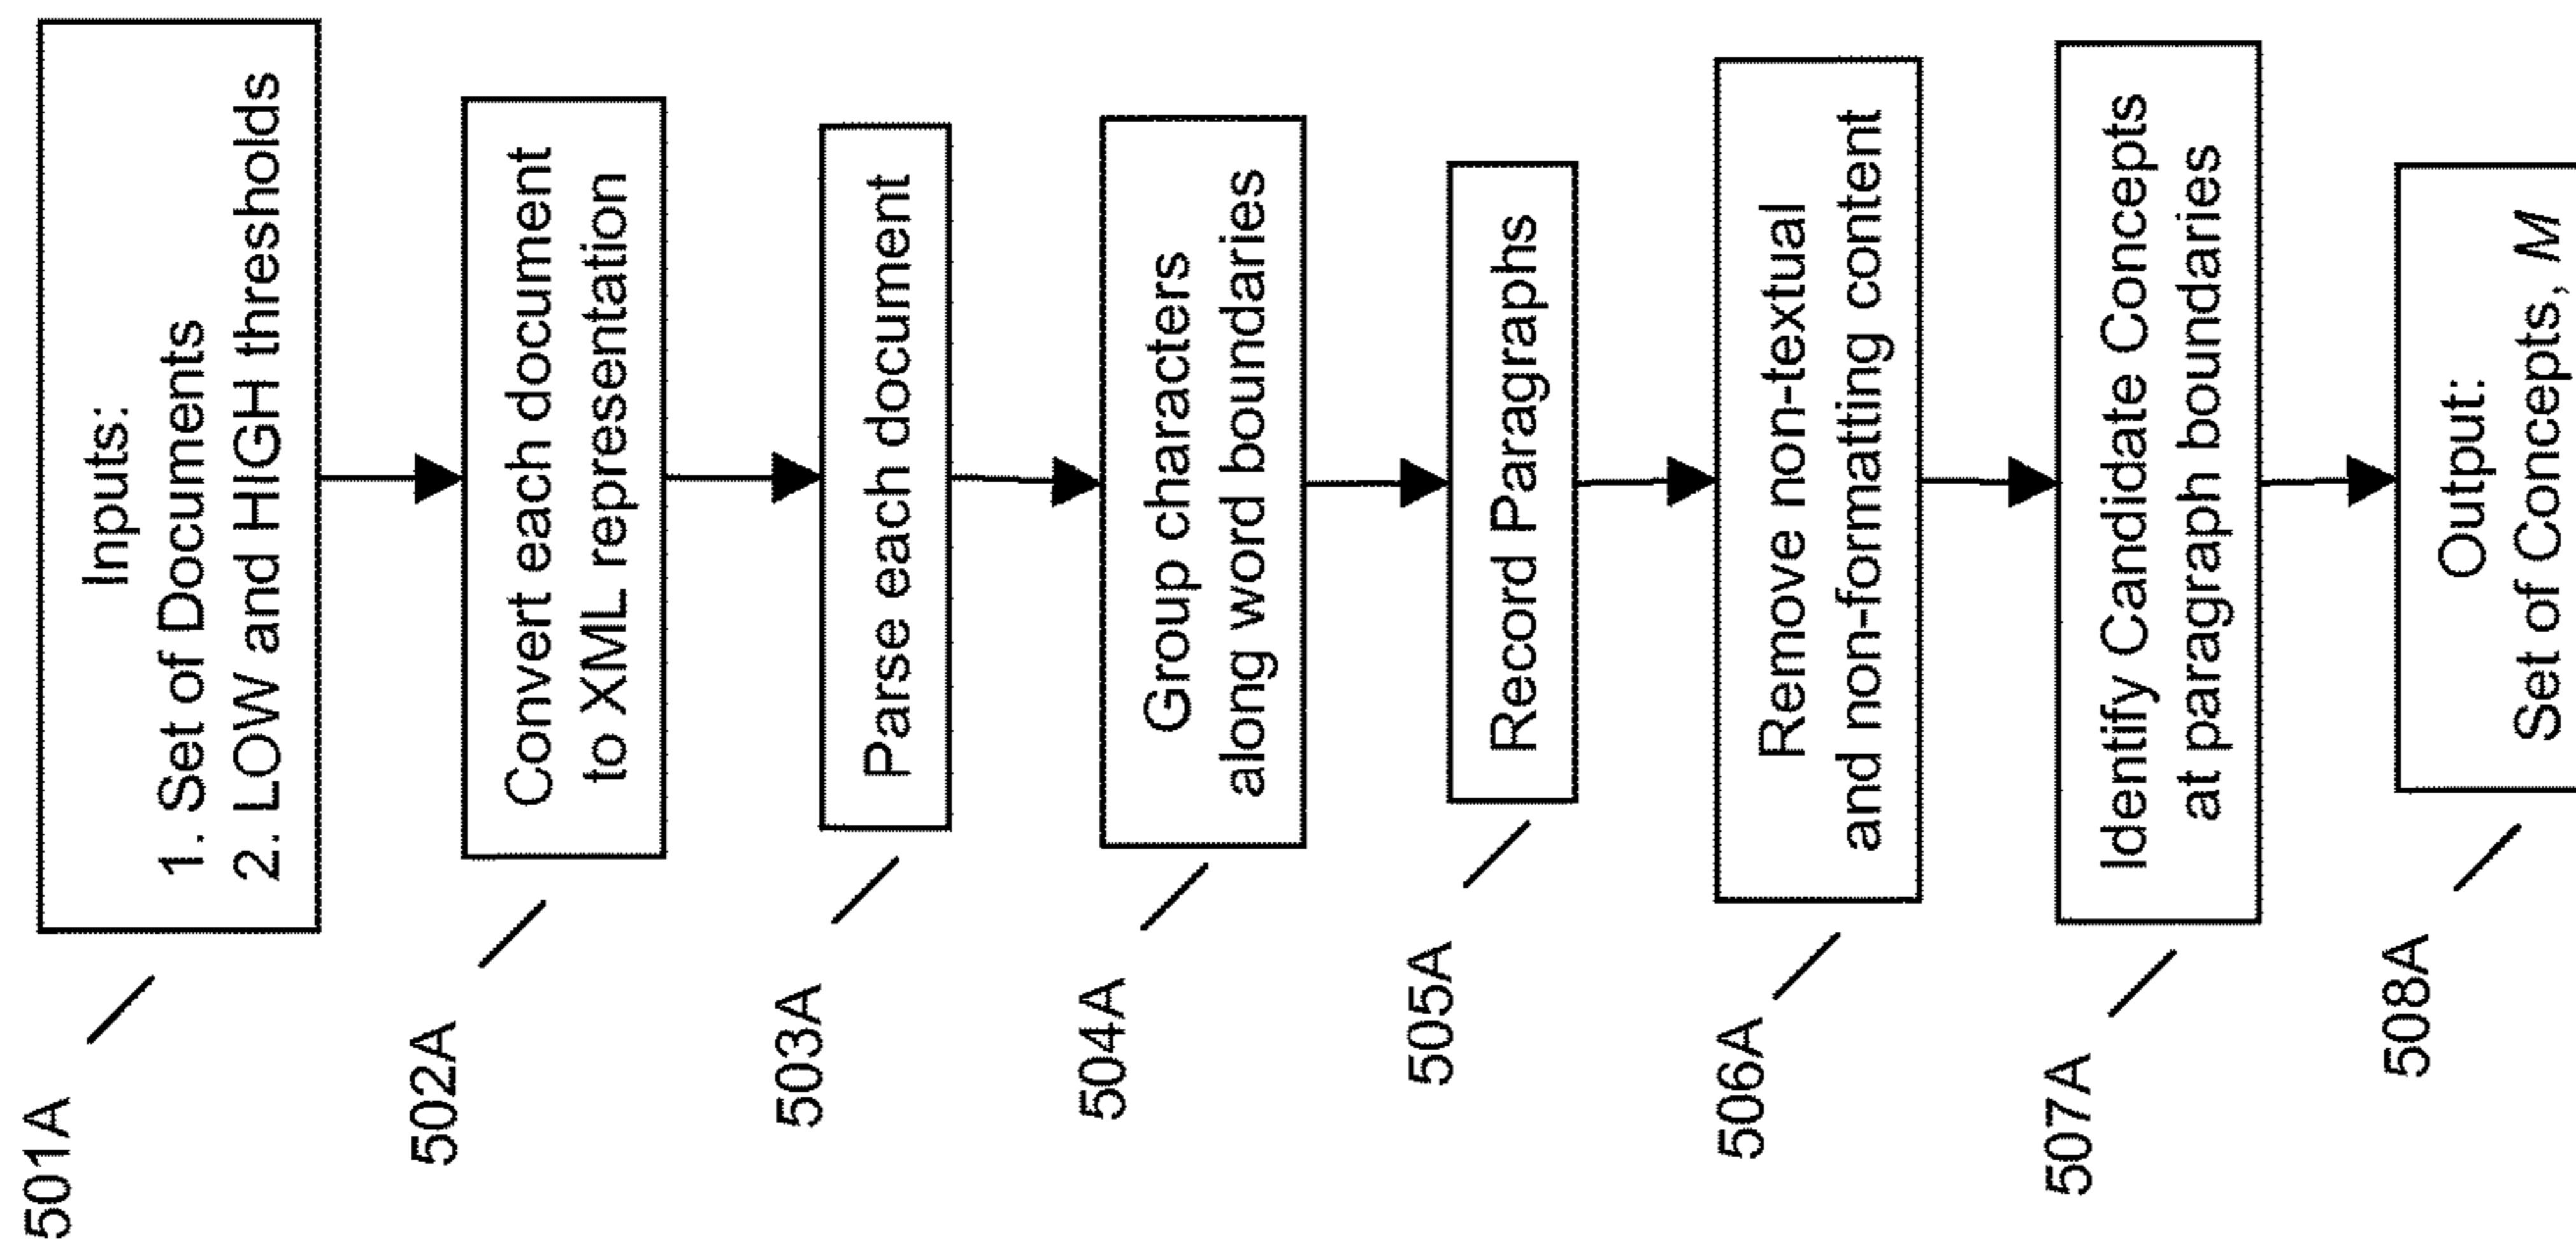 501A
Inputs:
1. Set of Documents
2. LOW and HIGH thresholds
502A
Convert each document
to XML representation
503A
Parse each document
504A
Group characters
along word boundaries
505A
Record Paragraphs
506A
Remove non-textual
and non-formatting content
507A
Identify Candidate Concepts
at paragraph boundaries
508A
Output:
Set of Concepts, M